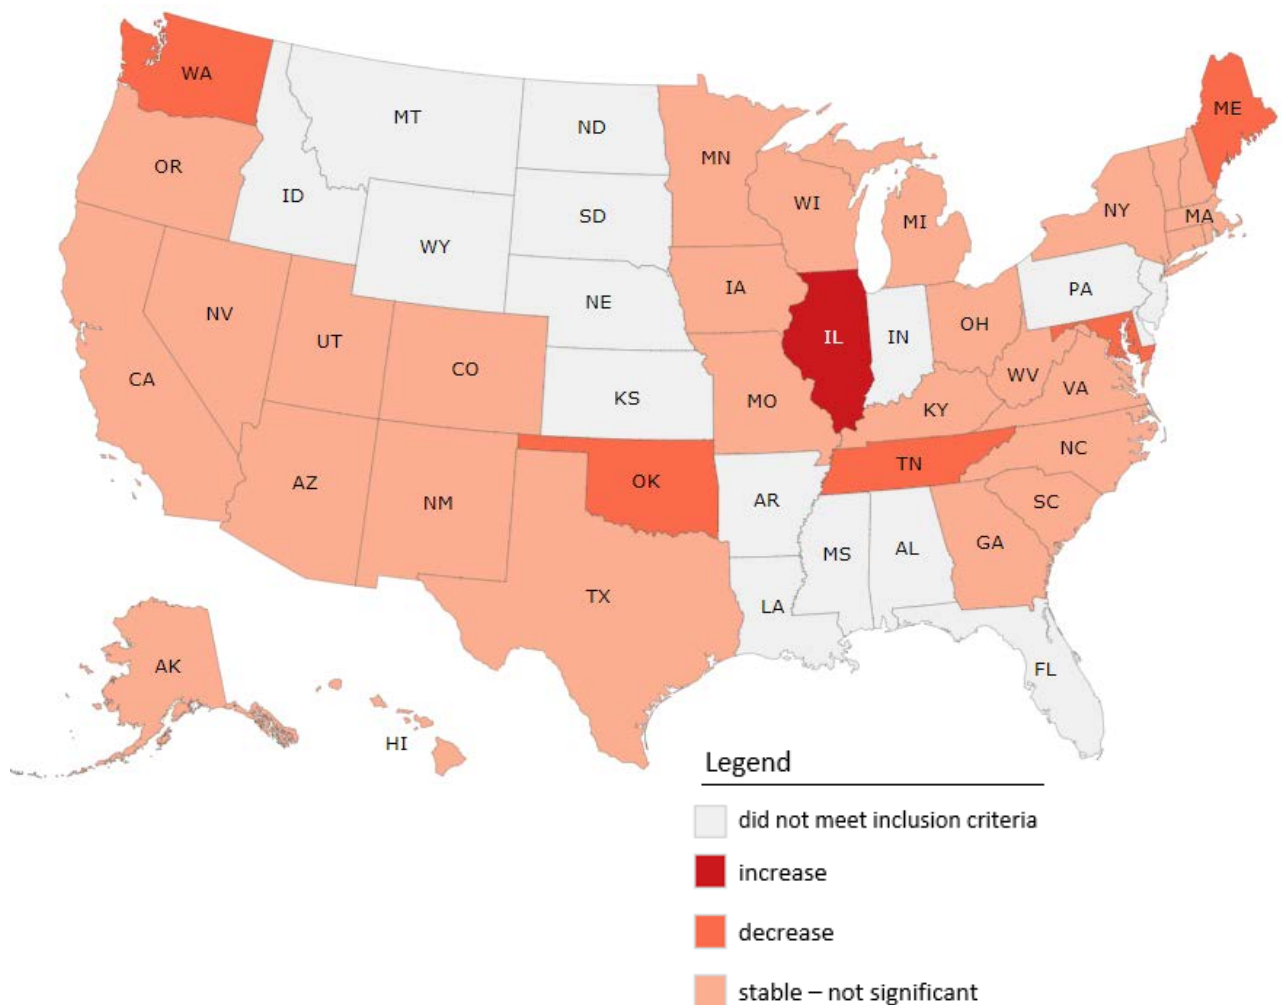 WA
ME
MT
ND
MN
OR
ID
SD
WI
MI
NY
MA
WY
NE
IA
PA
NV
UT
CO
IL
IN
OH
CA
KS
MO
WV
VA
KY
AZ
NM
OK
TN
NC
AR
SC
MS
AL
GA
TX
LA
AK
FL
HI
Legend
did not meet inclusion criteria
increase
decrease
stable – not significant